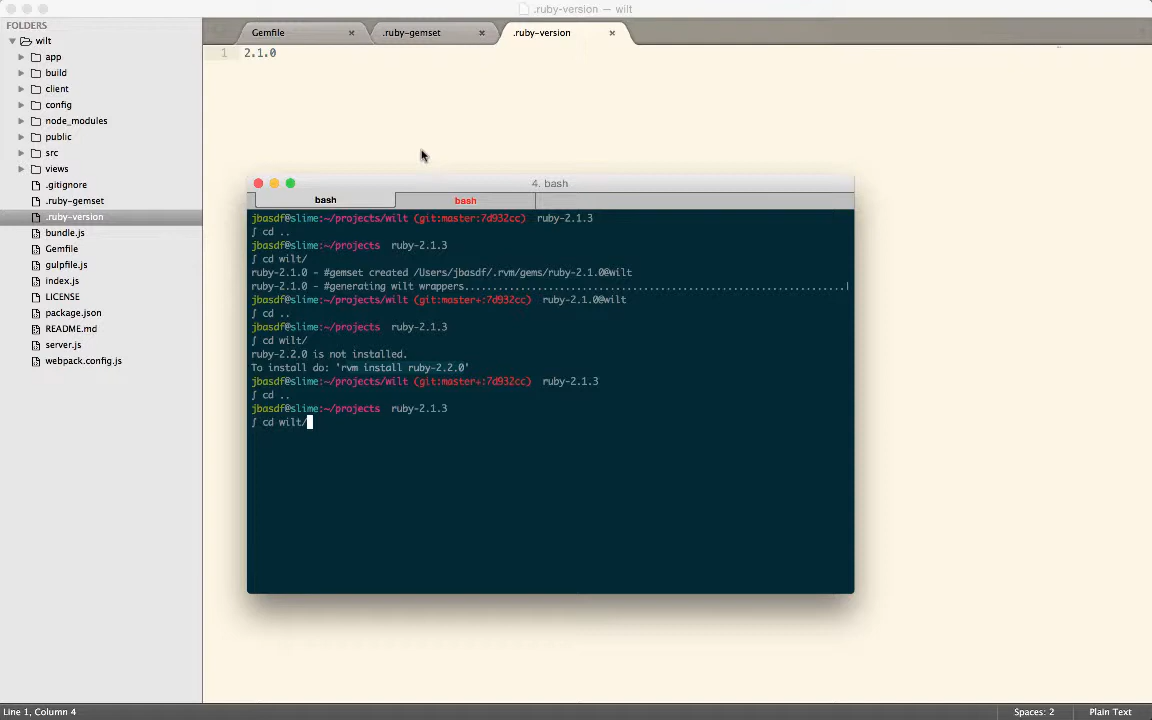 .ruby-version — wilt
FOLDERS
wilt
app
build
client
config
node_modules
public
src
views
.gitignore
.ruby-gemset
.ruby-version
bundle.js
Gemfile
gulpfile.js
index.js
LICENSE
package.json
README.md
server.js
webpack.config.js
Gemfile × .ruby-gemset × .ruby-version ×
1 2.1.0
4. bash
bash bash
jbasdf@slime:~/projects/wilt (git:master:7d932cc) ruby-2.1.3
∫ cd ..
jbasdf@slime:~/projects ruby-2.1.3
∫ cd wilt/
ruby-2.1.0 - #gemset created /Users/jbasdf/.rvm/gems/ruby-2.1.0@wilt
ruby-2.1.0 - #generating wilt wrappers.....................................................................|
jbasdf@slime:~/projects/wilt (git:master+:7d932cc) ruby-2.1.0@wilt
∫ cd ..
jbasdf@slime:~/projects ruby-2.1.3
∫ cd wilt/
ruby-2.2.0 is not installed.
To install do: 'rvm install ruby-2.2.0'
jbasdf@slime:~/projects/wilt (git:master+:7d932cc) ruby-2.1.3
∫ cd ..
jbasdf@slime:~/projects ruby-2.1.3
∫ cd wilt/
Line 1, Column 4
Spaces: 2 Plain Text